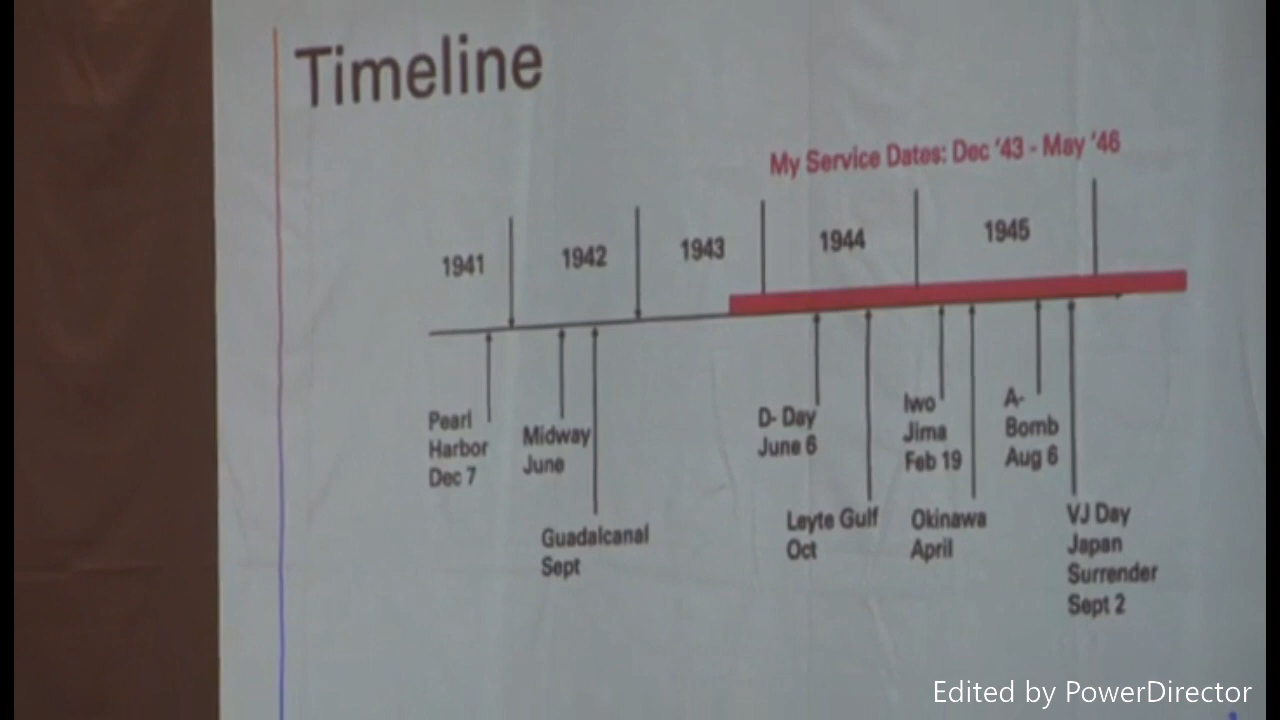 Timeline
My Service Dates: Dec '43 - May '46
1941
1942
1943
1944
1945
Pearl
Harbor
Dec 7
Midway
June
Guadalcanal
Sept
D- Day
June 6
Leyte Gulf
Oct
Iwo
Jima
Feb 19
Okinawa
April
A-
Bomb
Aug 6
VJ Day
Japan
Surrender
Sept 2
Edited by PowerDirector